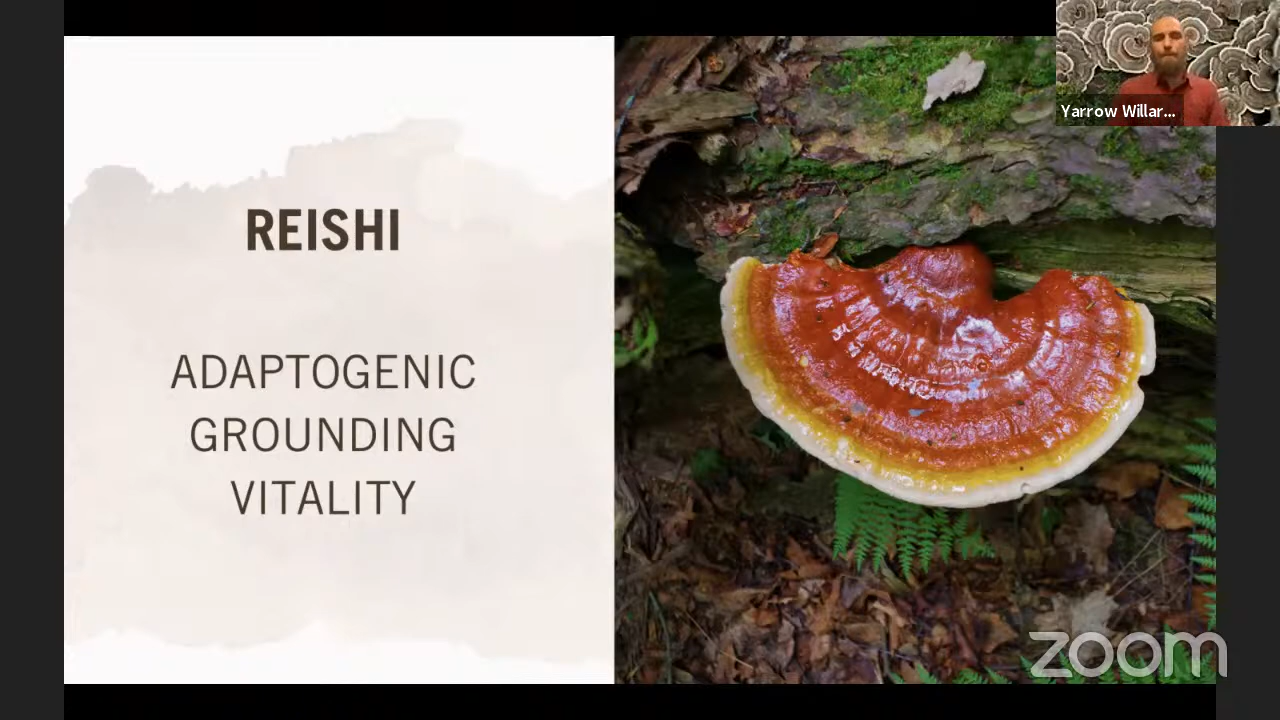 REISHI
ADAPTOGENIC
GROUNDING
VITALITY
Yarrow Willar...
zoom